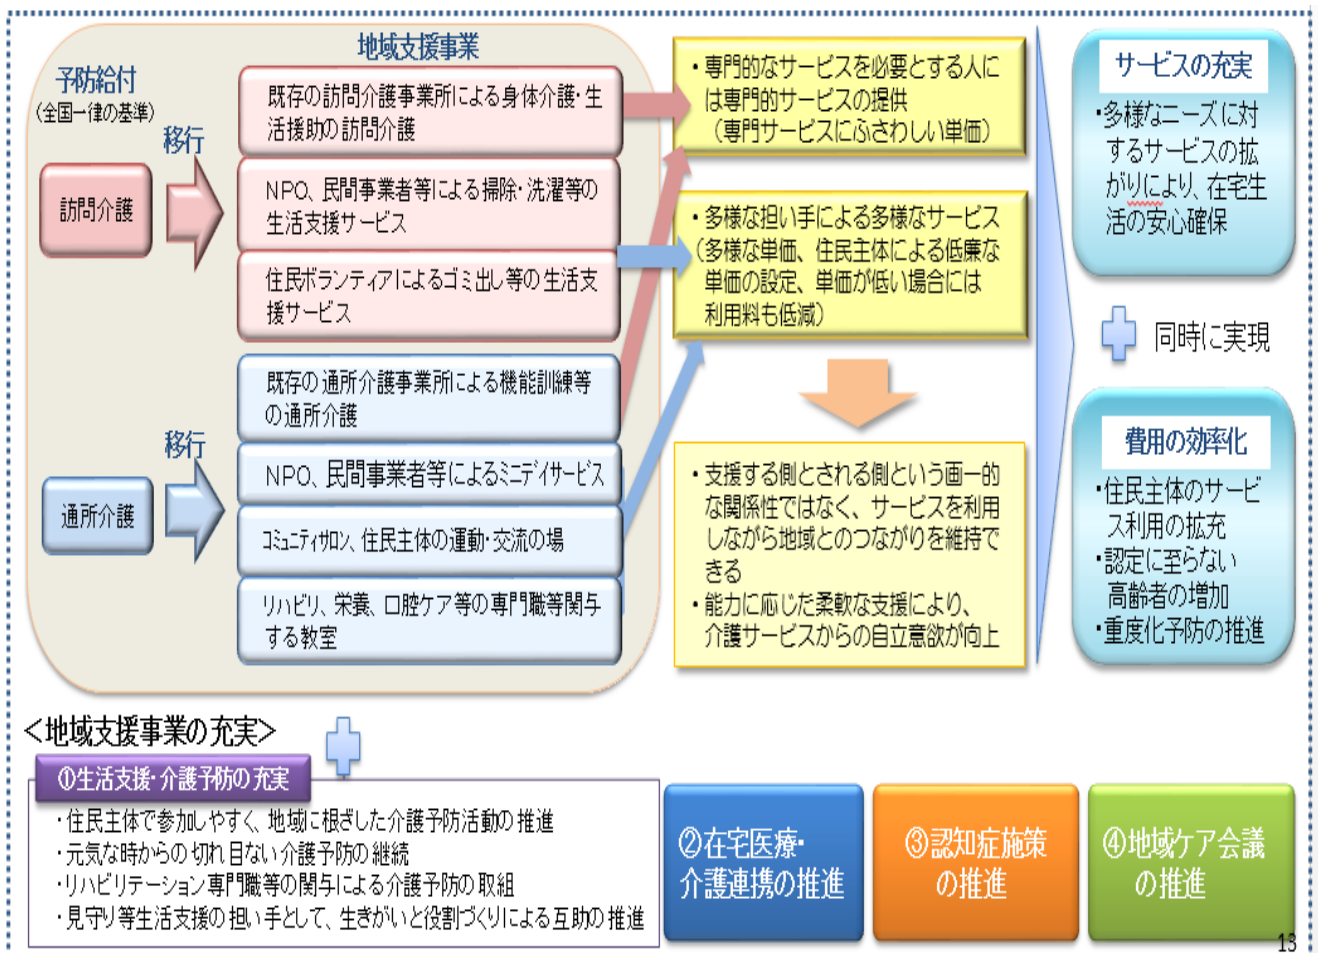 地域支援事業
予防給付
(全国一律の基準)
移行
訪問介護
既存の訪問介護事業所による身体介護・生
活援助の訪問介護
NPO、民間事業者等による掃除・洗濯等の
生活支援サービス
住民ボランティアによるゴミ出し等の生活支
援サービス
移行
通所介護
既存の通所介護事業所による機能訓練等
の通所介護
NPO、民間事業者等によるミニデイサービス
コミュニティサロン、住民主体の運動・交流の場
リハビリ、栄養、口腔ケア等の専門職等関与
する教室
・専門的なサービスを必要とする人に
は専門的サービスの提供
(専門サービスにふさわしい単価)
・多様な担い手による多様なサービス
(多様な単価、住民主体による低廉な
単価の設定、単価が低い場合には
利用料も低減)
・支援する側とされる側という画一的
な関係性ではなく、サービスを利用
しながら地域とのつながりを維持で
きる
・能力に応じた柔軟な支援により、
介護サービスからの自立意欲が向上
サービスの充実
・多様なニーズに対
するサービスの拡
がりにより、在宅生
活の安心確保
同時に実現
費用の効率化
・住民主体のサービ
ス利用の拡充
・認定に至らない
高齢者の増加
・重度化予防の推進
<地域支援事業の充実>
①生活支援・介護予防の充実
・住民主体で参加しやすく、地域に根ざした介護予防活動の推進
・元気な時からの切れ目ない介護予防の継続
・リハビリテーション専門職等の関与による介護予防の取組
・見守り等生活支援の担い手として、生きがいと役割づくりによる互助の推進
②在宅医療・
介護連携の推進
③認知症施策
の推進
④地域ケア会議
の推進
13